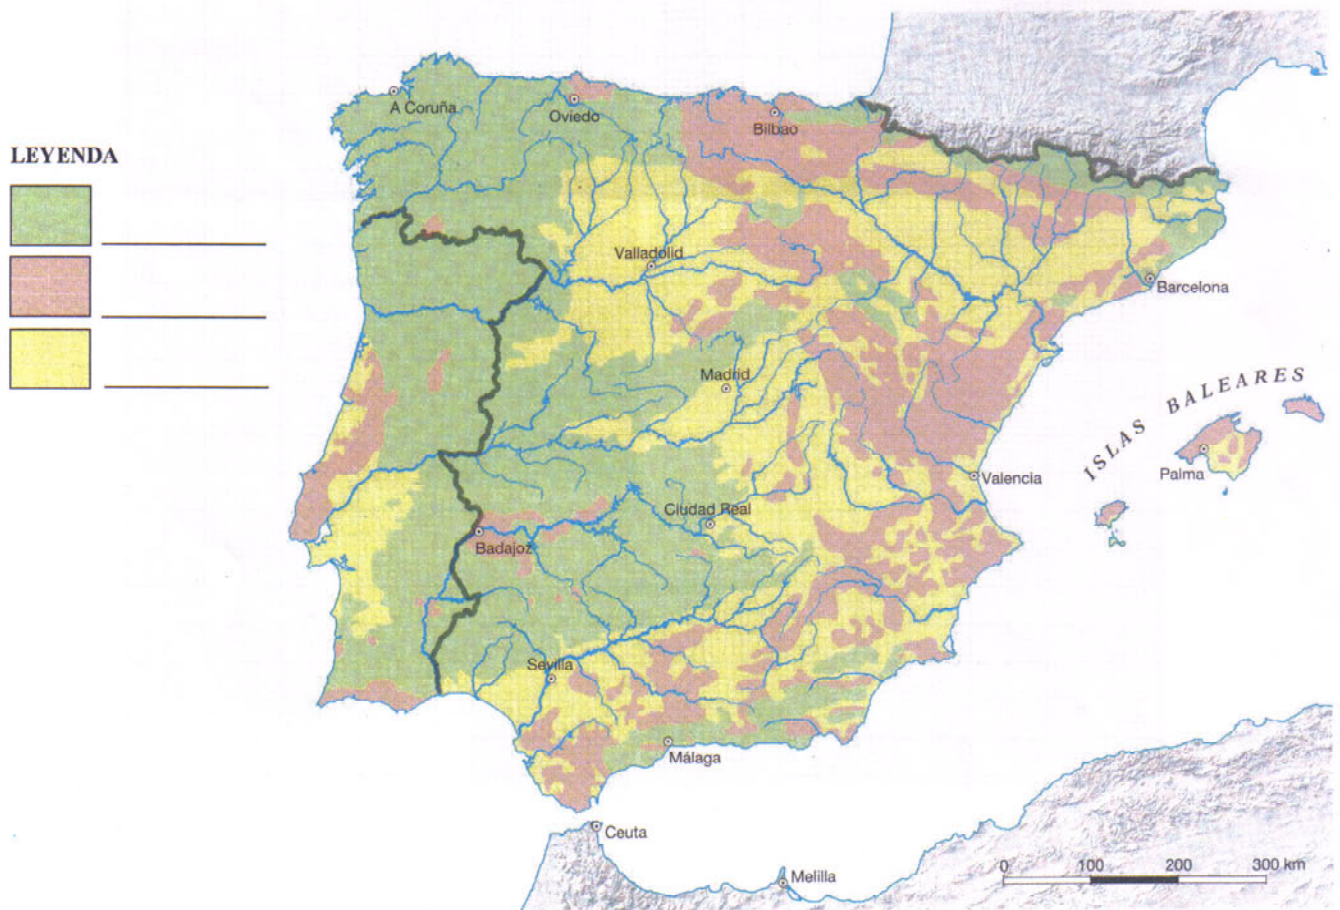 LEYENDA
A Coruña
Oviedo
Bilbao
Valladolid
Barcelona
Madrid
ISLAS BALEARES
Palma
Valencia
Ciudad Real
Badajoz
Sevilla
Málaga
Ceuta
Melilla
0 100 200 300 km